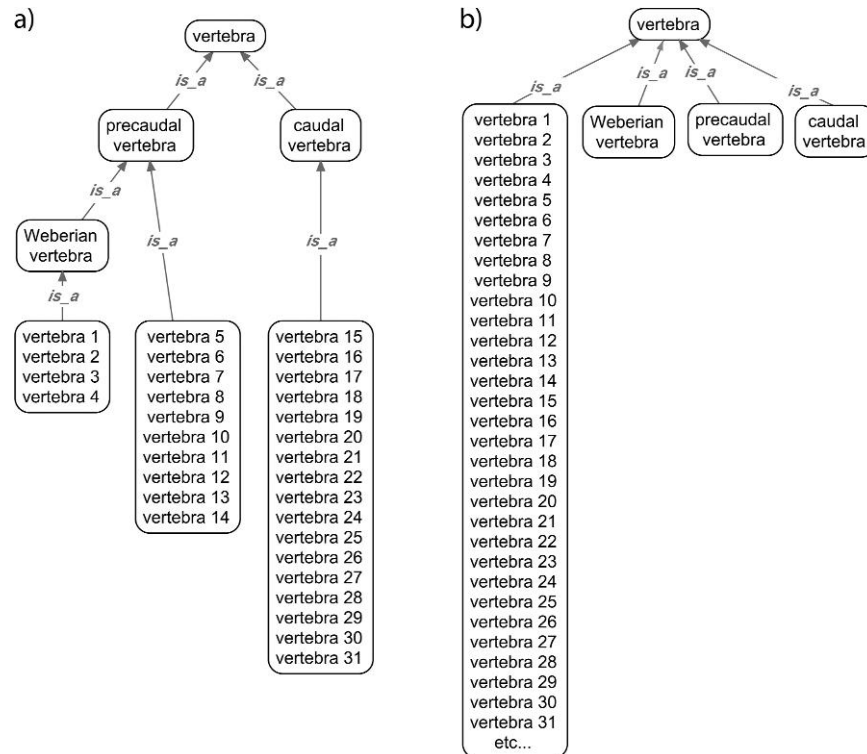 a)
vertebra
is_a
is_a
precaudal
vertebra
caudal
vertebra
is_a
is_a
is_a
Weberian
vertebra
is_a
vertebra 1
vertebra 2
vertebra 3
vertebra 4
vertebra 5
vertebra 6
vertebra 7
vertebra 8
vertebra 9
vertebra 10
vertebra 11
vertebra 12
vertebra 13
vertebra 14
vertebra 15
vertebra 16
vertebra 17
vertebra 18
vertebra 19
vertebra 20
vertebra 21
vertebra 22
vertebra 23
vertebra 24
vertebra 25
vertebra 26
vertebra 27
vertebra 28
vertebra 29
vertebra 30
vertebra 31
b)
vertebra
is_a
is_a
is_a
is_a
vertebra 1
vertebra 2
vertebra 3
vertebra 4
vertebra 5
vertebra 6
vertebra 7
vertebra 8
vertebra 9
vertebra 10
vertebra 11
vertebra 12
vertebra 13
vertebra 14
vertebra 15
vertebra 16
vertebra 17
vertebra 18
vertebra 19
vertebra 20
vertebra 21
vertebra 22
vertebra 23
vertebra 24
vertebra 25
vertebra 26
vertebra 27
vertebra 28
vertebra 29
vertebra 30
vertebra 31
etc...
Weberian
vertebra
precaudal
vertebra
caudal
vertebra